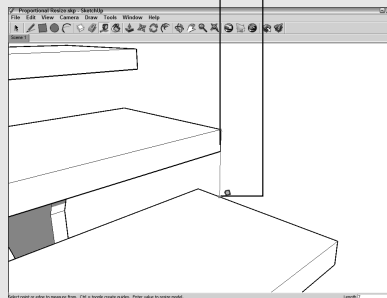 Proportional Resize.skp - SketchUp
File Edit View Camera Draw Tools Window Help
Scene 1
Select point or edge to measure from. Ctrl = toggle create guides. Enter value to resize model.
Length